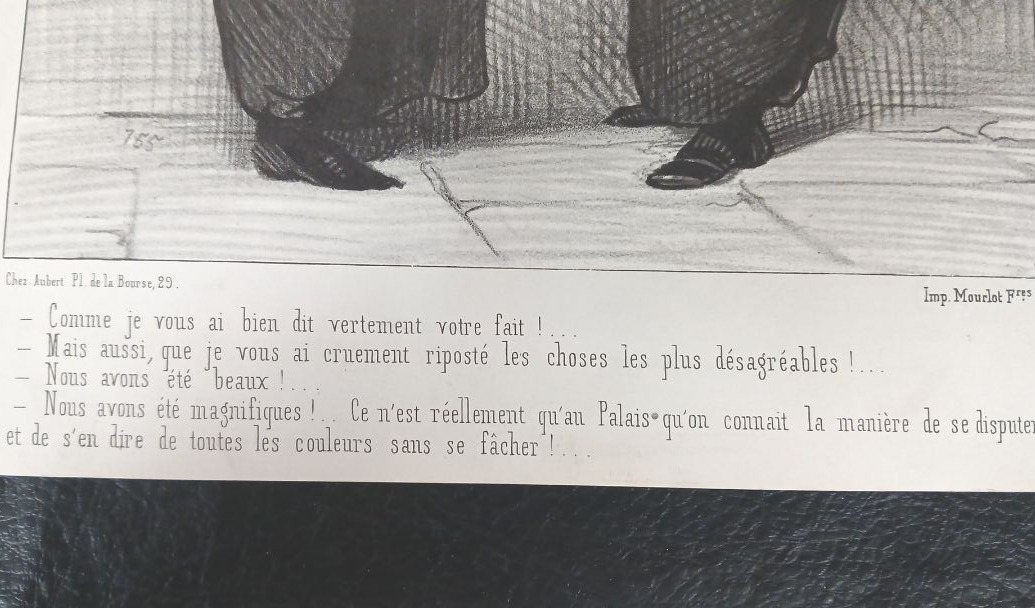 755
Chez Aubert Pl. de la Bourse, 29.
Imp. Mourlot Fres
— Comme je vous ai bien dit vertement votre fait !...
— Mais aussi, que je vous ai cruement riposté les choses les plus désagréables !...
— Nous avons été beaux !...
— Nous avons été magnifiques !.. Ce n'est réellement qu'au Palais qu'on connait la manière de se disputer
et de s'en dire de toutes les couleurs sans se fâcher !...